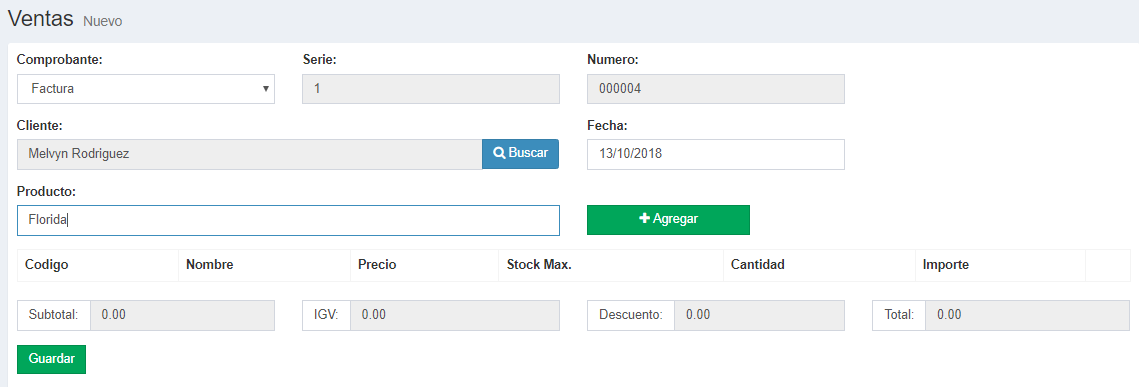 Ventas Nuevo
Comprobante: Serie: Numero:
Factura 1 000004
Cliente: Fecha:
Melvyn Rodriguez Buscar 13/10/2018
Producto:
Florida Agregar
Codigo Nombre Precio Stock Max. Cantidad Importe
Subtotal: 0.00 IGV: 0.00 Descuento: 0.00 Total: 0.00
Guardar